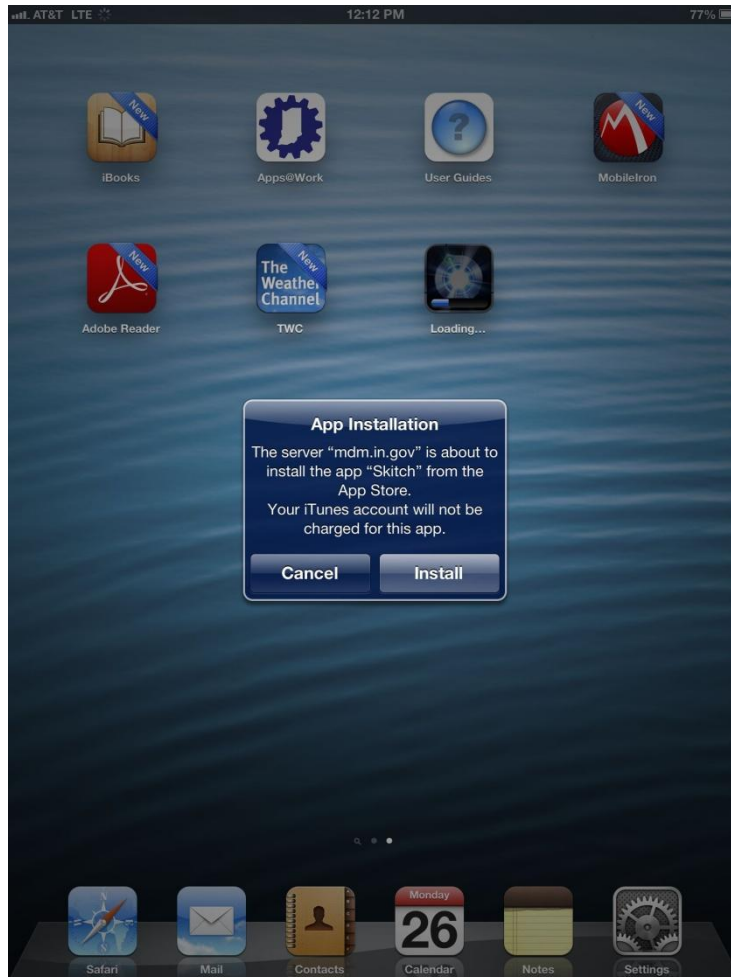 AT&T LTE 12:12 PM 77%
New New
iBooks Apps@Work User Guides MobileIron
New New
The
Weather
Channel
Adobe Reader TWC Loading...
App Installation
The server “mdm.in.gov” is about to
install the app “Skitch” from the
App Store.
Your iTunes account will not be
charged for this app.
Cancel Install
Monday
26
Safari Mail Contacts Calendar Notes Settings